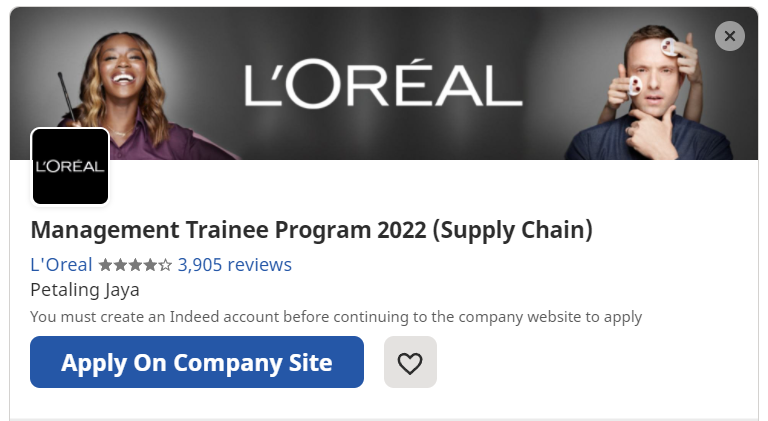 L'ORÉAL
L'ORÉAL
Management Trainee Program 2022 (Supply Chain)
L'Oreal ★★★★☆ 3,905 reviews
Petaling Jaya
You must create an Indeed account before continuing to the company website to apply
Apply On Company Site